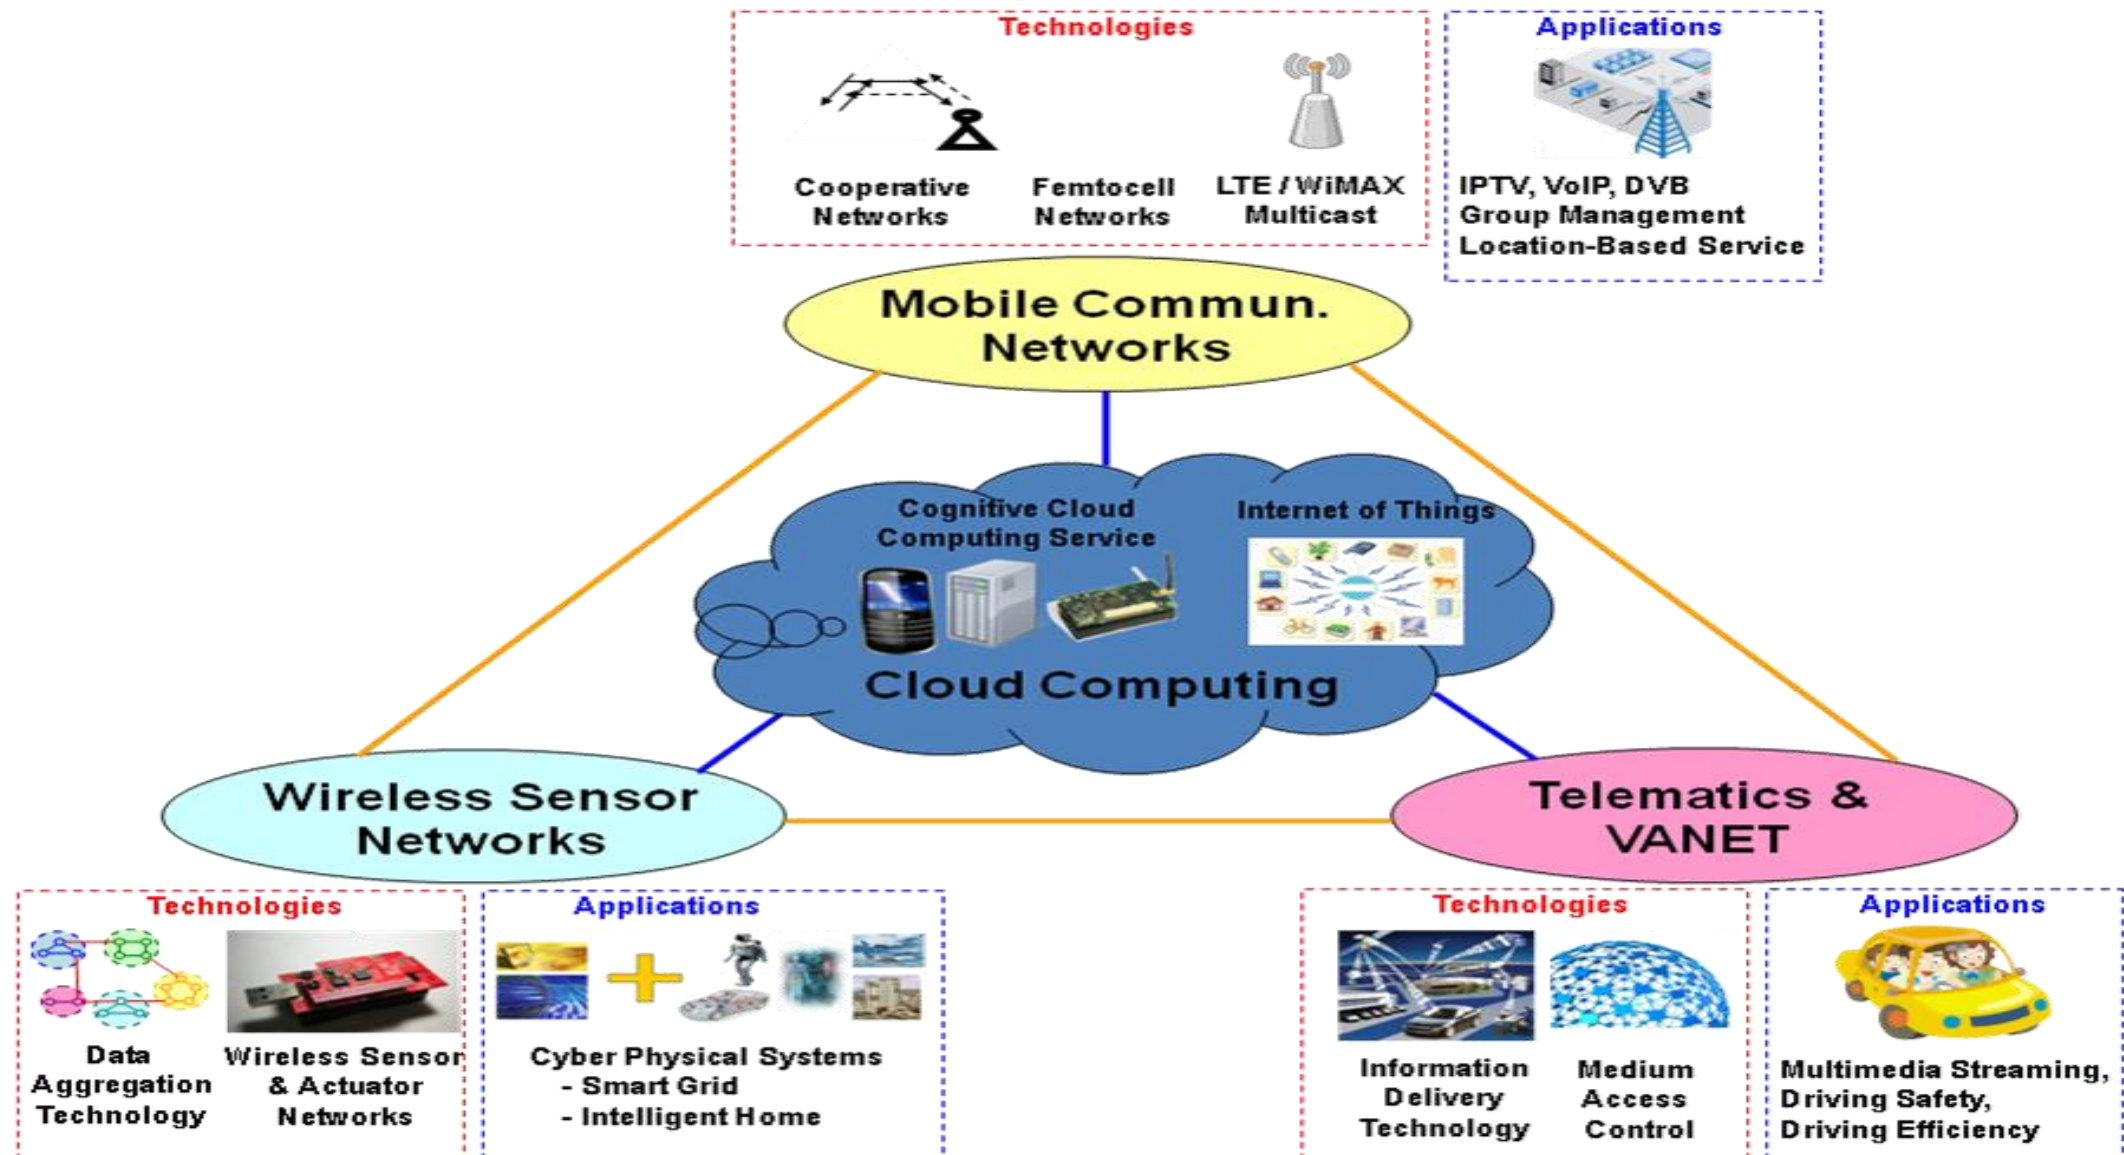 Technologies
Cooperative
Networks
Femtocell
Networks
LTE / WiMAX
Multicast
Applications
IPTV, VoIP, DVB
Group Management
Location-Based Service
Mobile Commun.
Networks
Cognitive Cloud
Computing Service
Internet of Things
Cloud Computing
Wireless Sensor
Networks
Telematics &
VANET
Technologies
Data
Aggregation
Technology
Wireless Sensor
& Actuator
Networks
Applications
Cyber Physical Systems
- Smart Grid
- Intelligent Home
Technologies
Information
Delivery
Technology
Medium
Access
Control
Applications
Multimedia Streaming,
Driving Safety,
Driving Efficiency